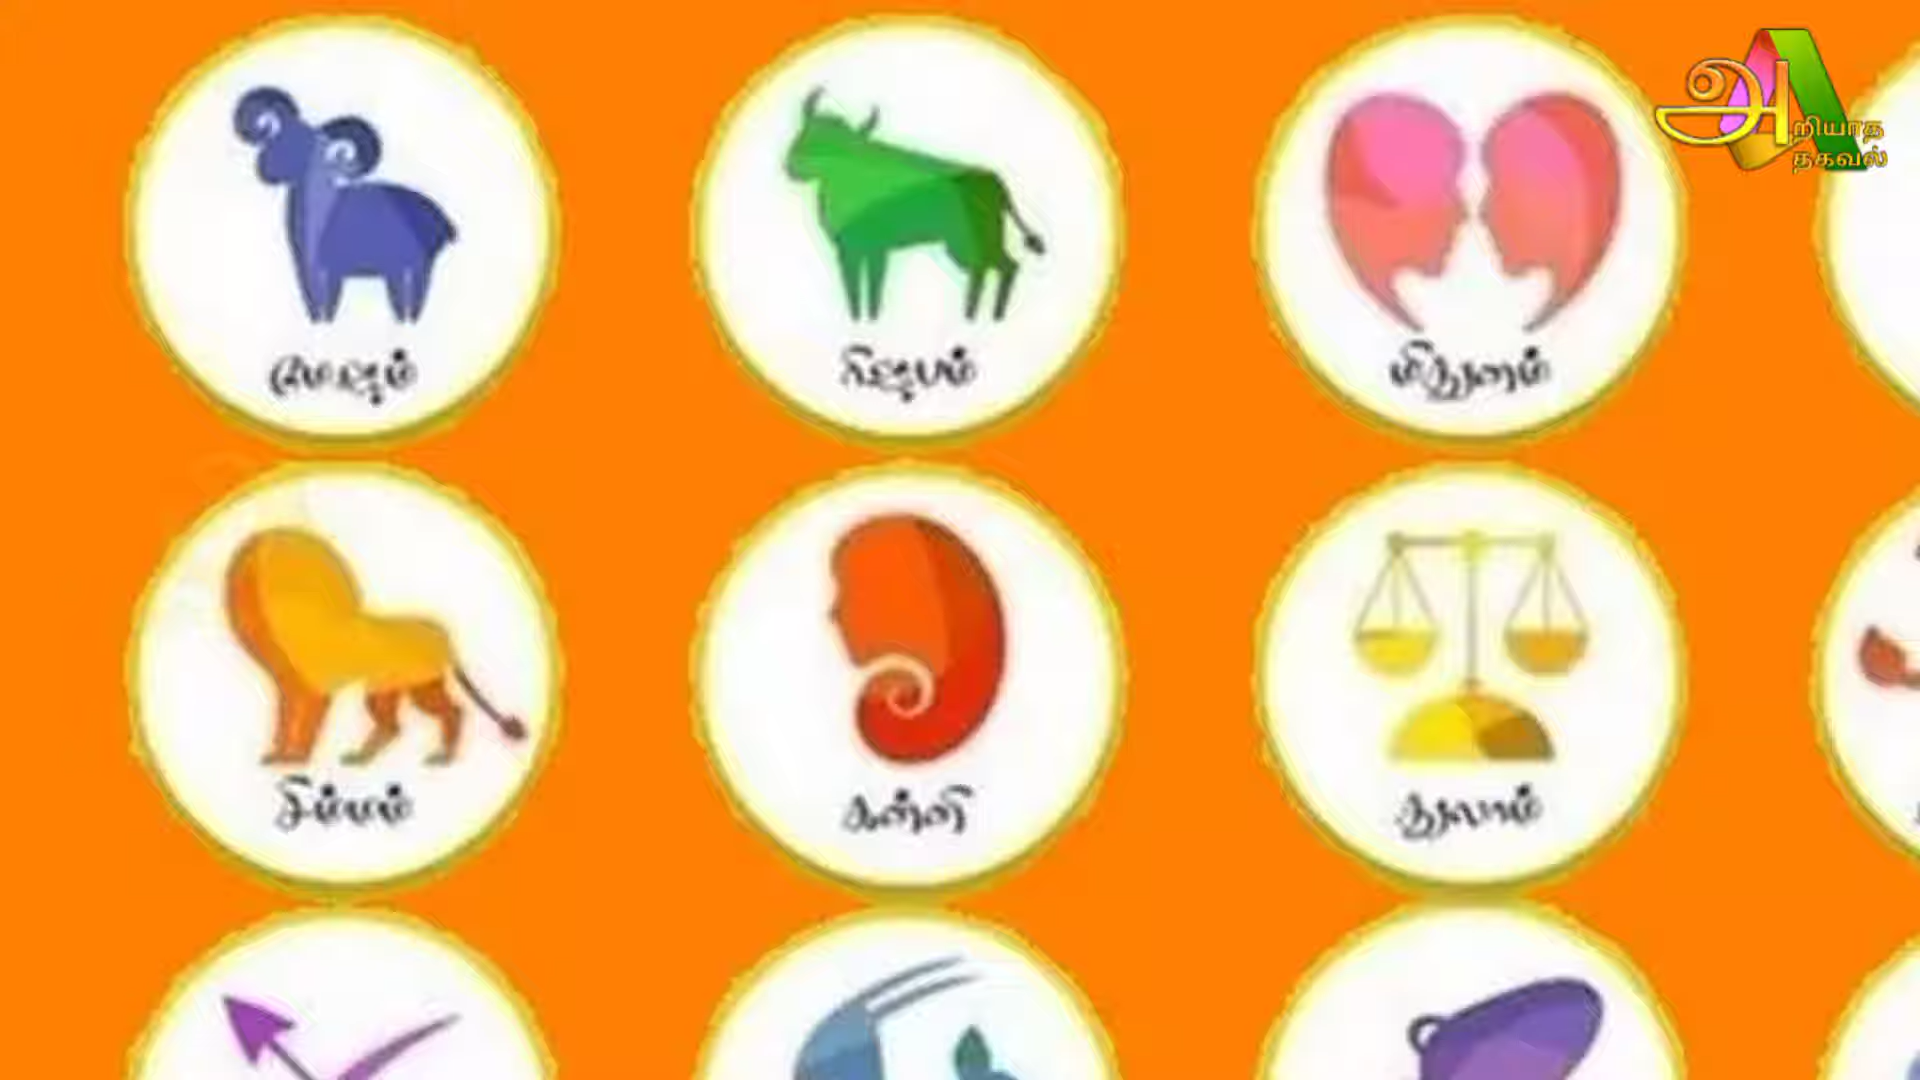 அறியாத
தகவல்
மேஷம்
ரிஷபம்
மிதுனம்
சிம்மம்
கன்னி
துலாம்